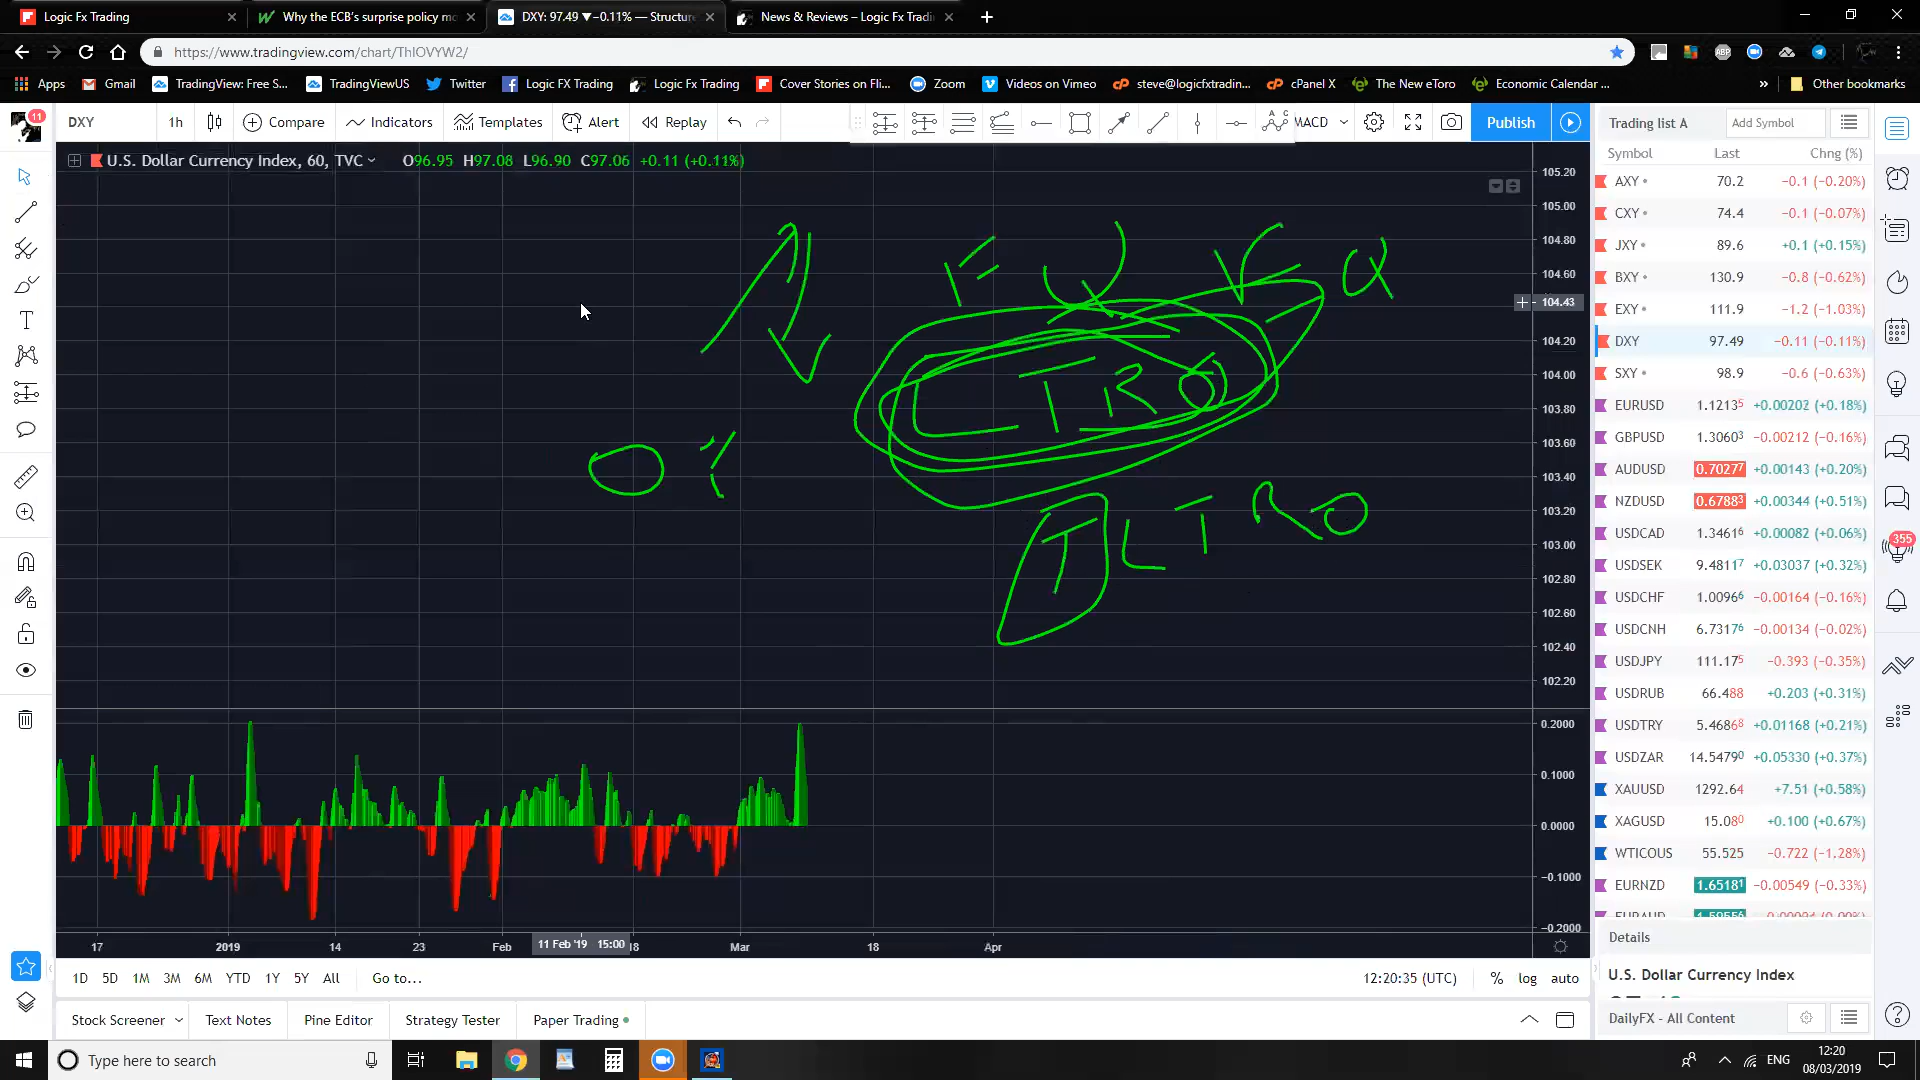 Logic Fx Trading
Why the ECB's surprise policy mo
DXY: 97.49 ▼−0.11% — Structur
News & Reviews – Logic Fx Tradi
https://www.tradingview.com/chart/ThIOVYW2/
Apps Gmail TradingView: Free S... TradingViewUS Twitter Logic FX Trading Logic Fx Trading Cover Stories on Fli... Zoom Videos on Vimeo steve@logicfxtradin... cPanel X The New eToro Economic Calendar ... » Other bookmarks
11 DXY 1h Compare Indicators Templates Alert Replay MACD Publish
U.S. Dollar Currency Index, 60, TVC O96.95 H97.08 L96.90 C97.06 +0.11 (+0.11%)
Trading list A Add Symbol
Symbol Last Chng (%)
AXY 70.2 −0.1 (−0.20%)
CXY 74.4 −0.1 (−0.07%)
JXY 89.6 +0.1 (+0.15%)
BXY 130.9 −0.8 (−0.62%)
EXY 111.9 −1.2 (−1.03%)
DXY 97.49 −0.11 (−0.11%)
SXY 98.9 −0.6 (−0.63%)
EURUSD 1.12135 +0.00202 (+0.18%)
GBPUSD 1.30603 −0.00212 (−0.16%)
AUDUSD 0.70277 +0.00143 (+0.20%)
NZDUSD 0.67883 +0.00344 (+0.51%)
USDCAD 1.34616 +0.00082 (+0.06%)
USDSEK 9.48117 +0.03037 (+0.32%)
USDCHF 1.00966 −0.00164 (−0.16%)
USDCNH 6.73176 −0.00134 (−0.02%)
USDJPY 111.175 −0.393 (−0.35%)
USDRUB 66.488 +0.203 (+0.31%)
USDTRY 5.46868 +0.01168 (+0.21%)
USDZAR 14.54790 +0.05330 (+0.37%)
XAUUSD 1292.64 +7.51 (+0.58%)
XAGUSD 15.080 +0.100 (+0.67%)
WTICOUS 55.525 −0.722 (−1.28%)
EURNZD 1.65181 −0.00549 (−0.33%)
355
105.20
105.00
104.80
104.60
104.43
104.20
104.00
103.80
103.60
103.40
103.20
103.00
102.80
102.60
102.40
102.20
0.2000
0.1000
0.0000
−0.1000
−0.2000
LTRO
TLTRO
17 2019 14 23 Feb 11 Feb '19 15:00 18 Mar 18 Apr
1D 5D 1M 3M 6M YTD 1Y 5Y All Go to... 12:20:35 (UTC) % log auto
Stock Screener Text Notes Pine Editor Strategy Tester Paper Trading
Details
U.S. Dollar Currency Index
DailyFX - All Content
Type here to search
ENG
12:20
08/03/2019